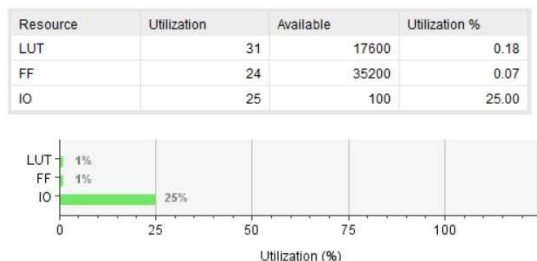 Resource Utilization Available Utilization %
LUT 31 17600 0.18
FF 24 35200 0.07
IO 25 100 25.00
LUT 1%
FF 1%
IO 25%
0 25 50 75 100
Utilization (%)